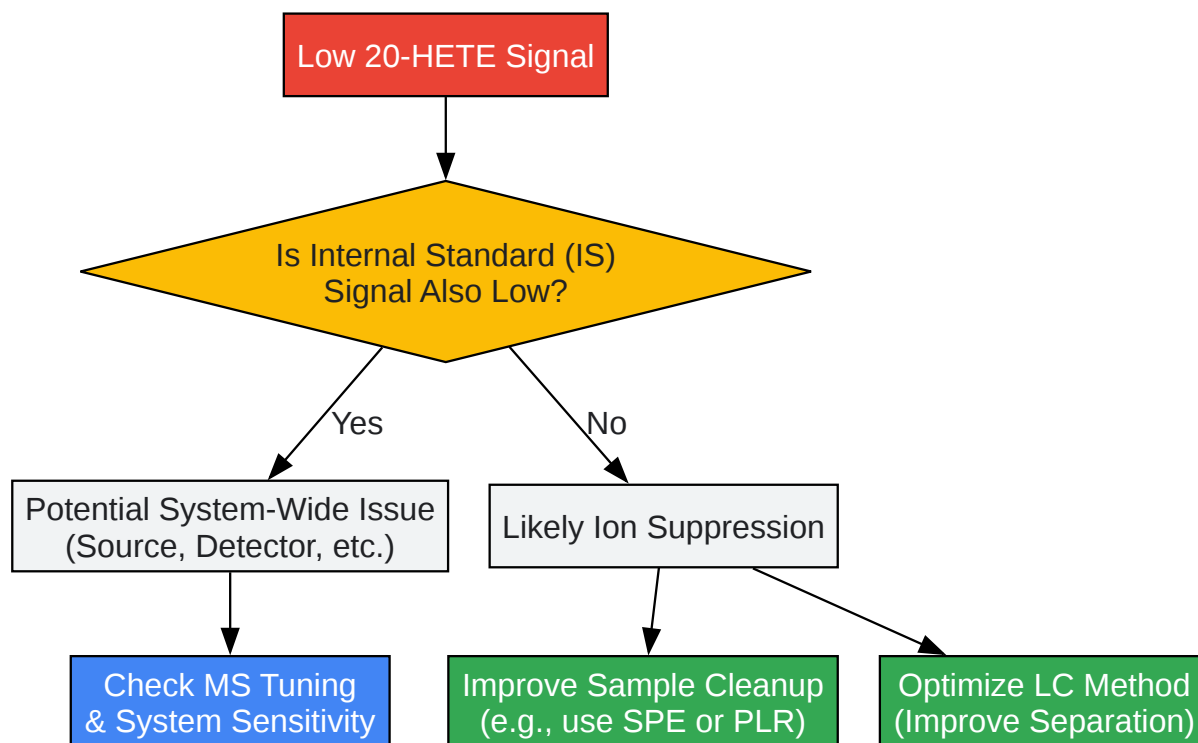 Low 20-HETE Signal
Is Internal Standard (IS)
Signal Also Low?
Yes
No
Potential System-Wide Issue
(Source, Detector, etc.)
Likely Ion Suppression
Check MS Tuning
& System Sensitivity
Improve Sample Cleanup
(e.g., use SPE or PLR)
Optimize LC Method
(Improve Separation)